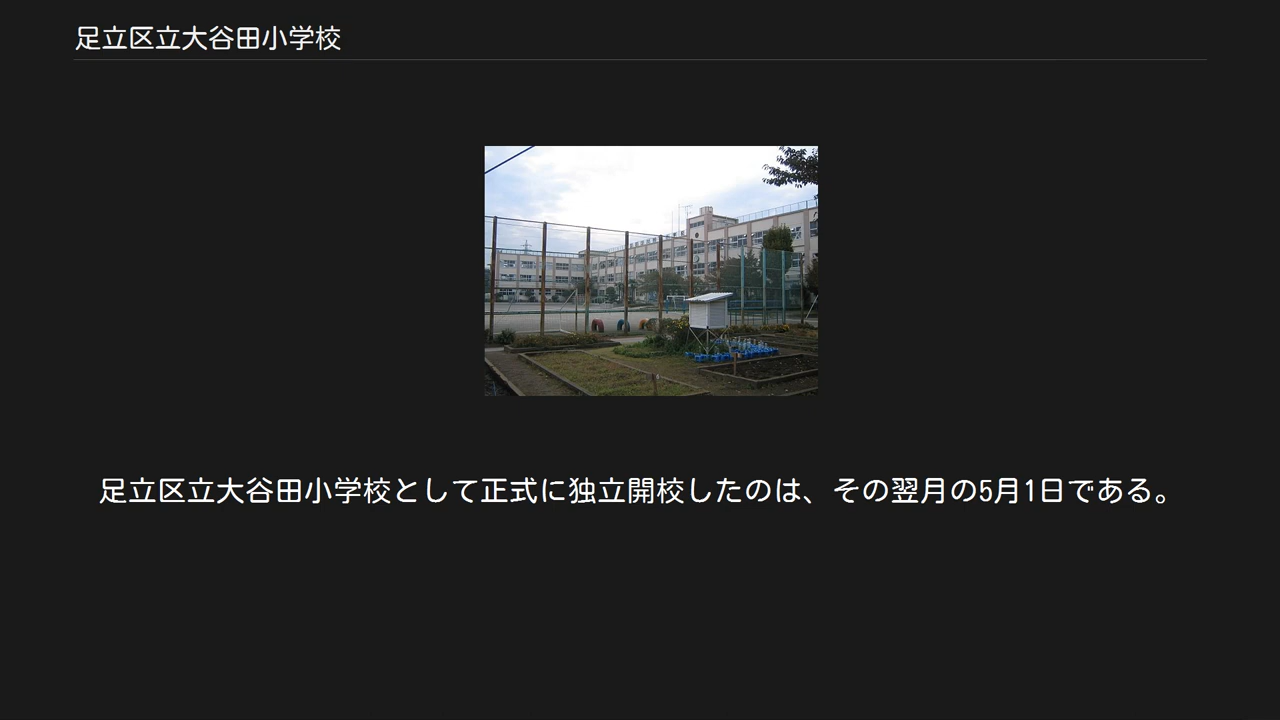 足立区立大谷田小学校
足立区立大谷田小学校として正式に独立開校したのは、その翌月の5月1日である。